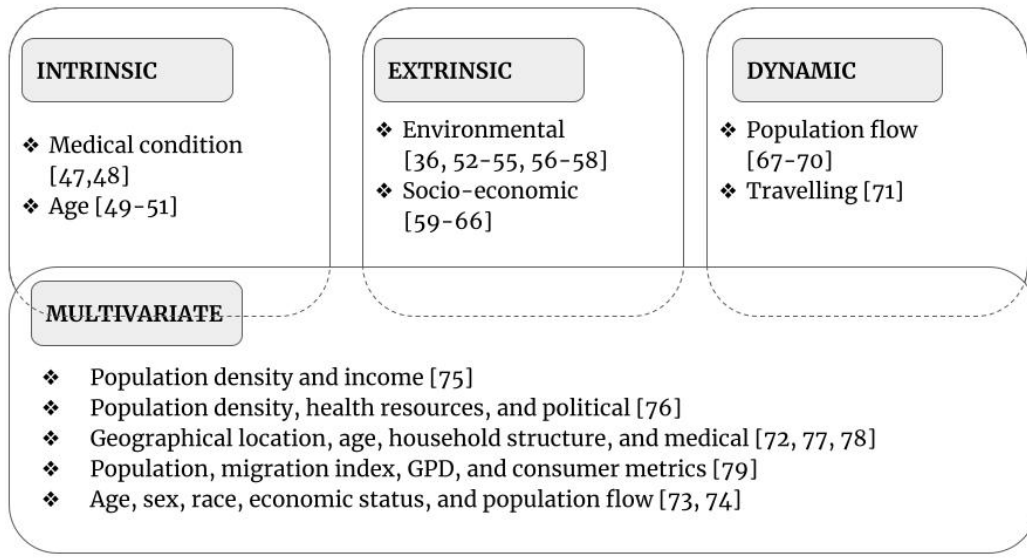 INTRINSIC
❖ Medical condition
[47,48]
❖ Age [49-51]
EXTRINSIC
❖ Environmental
[36, 52-55, 56-58]
❖ Socio-economic
[59-66]
DYNAMIC
❖ Population flow
[67-70]
❖ Travelling [71]
MULTIVARIATE
❖ Population density and income [75]
❖ Population density, health resources, and political [76]
❖ Geographical location, age, household structure, and medical [72, 77, 78]
❖ Population, migration index, GPD, and consumer metrics [79]
❖ Age, sex, race, economic status, and population flow [73, 74]